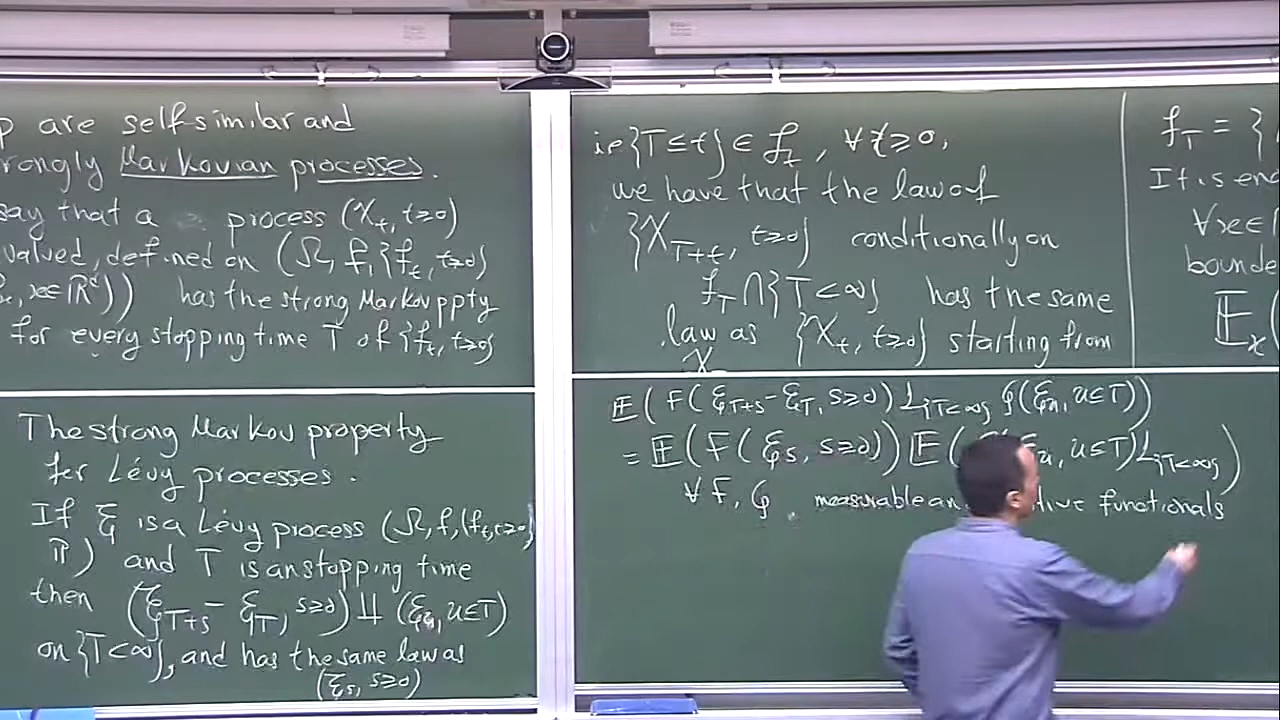 p are self-similar and
rongly Markovian processes.
say that a process (X_t, t≥0)
valued, defined on (Ω, f, {f_t, t≥0}
x∈ℝ^d)) has the strong Markov ppty
for every stopping time T of {f_t, t≥0}
The strong Markov property
for Lévy processes.
If ξ is a Lévy process (Ω, f, (f_t, t≥0)
ℙ) and T is an stopping time
then (ξ_{T+s} - ξ_T, s≥0) ⫫ (ξ_u, u≤T)
on {T<∞}, and has the same law as
(ξ_s, s≥0)
ie {T≤t} ∈ f_t, ∀t≥0,
we have that the law of
{X_{T+t}, t≥0} conditionally on
f_T ∩ {T<∞} has the same
law as {X_t, t≥0} starting from
X
𝔼(F(ξ_{T+s} - ξ_T, s≥0) 1_{{T<∞}} G(ξ_u, u≤T))
= 𝔼(F(ξ_s, s≥0)) 𝔼( u≤T) 1_{{T<∞}})
∀ F, G. measurable functionals
f_T = {
It is
∀x∈
bounde
𝔼_x(